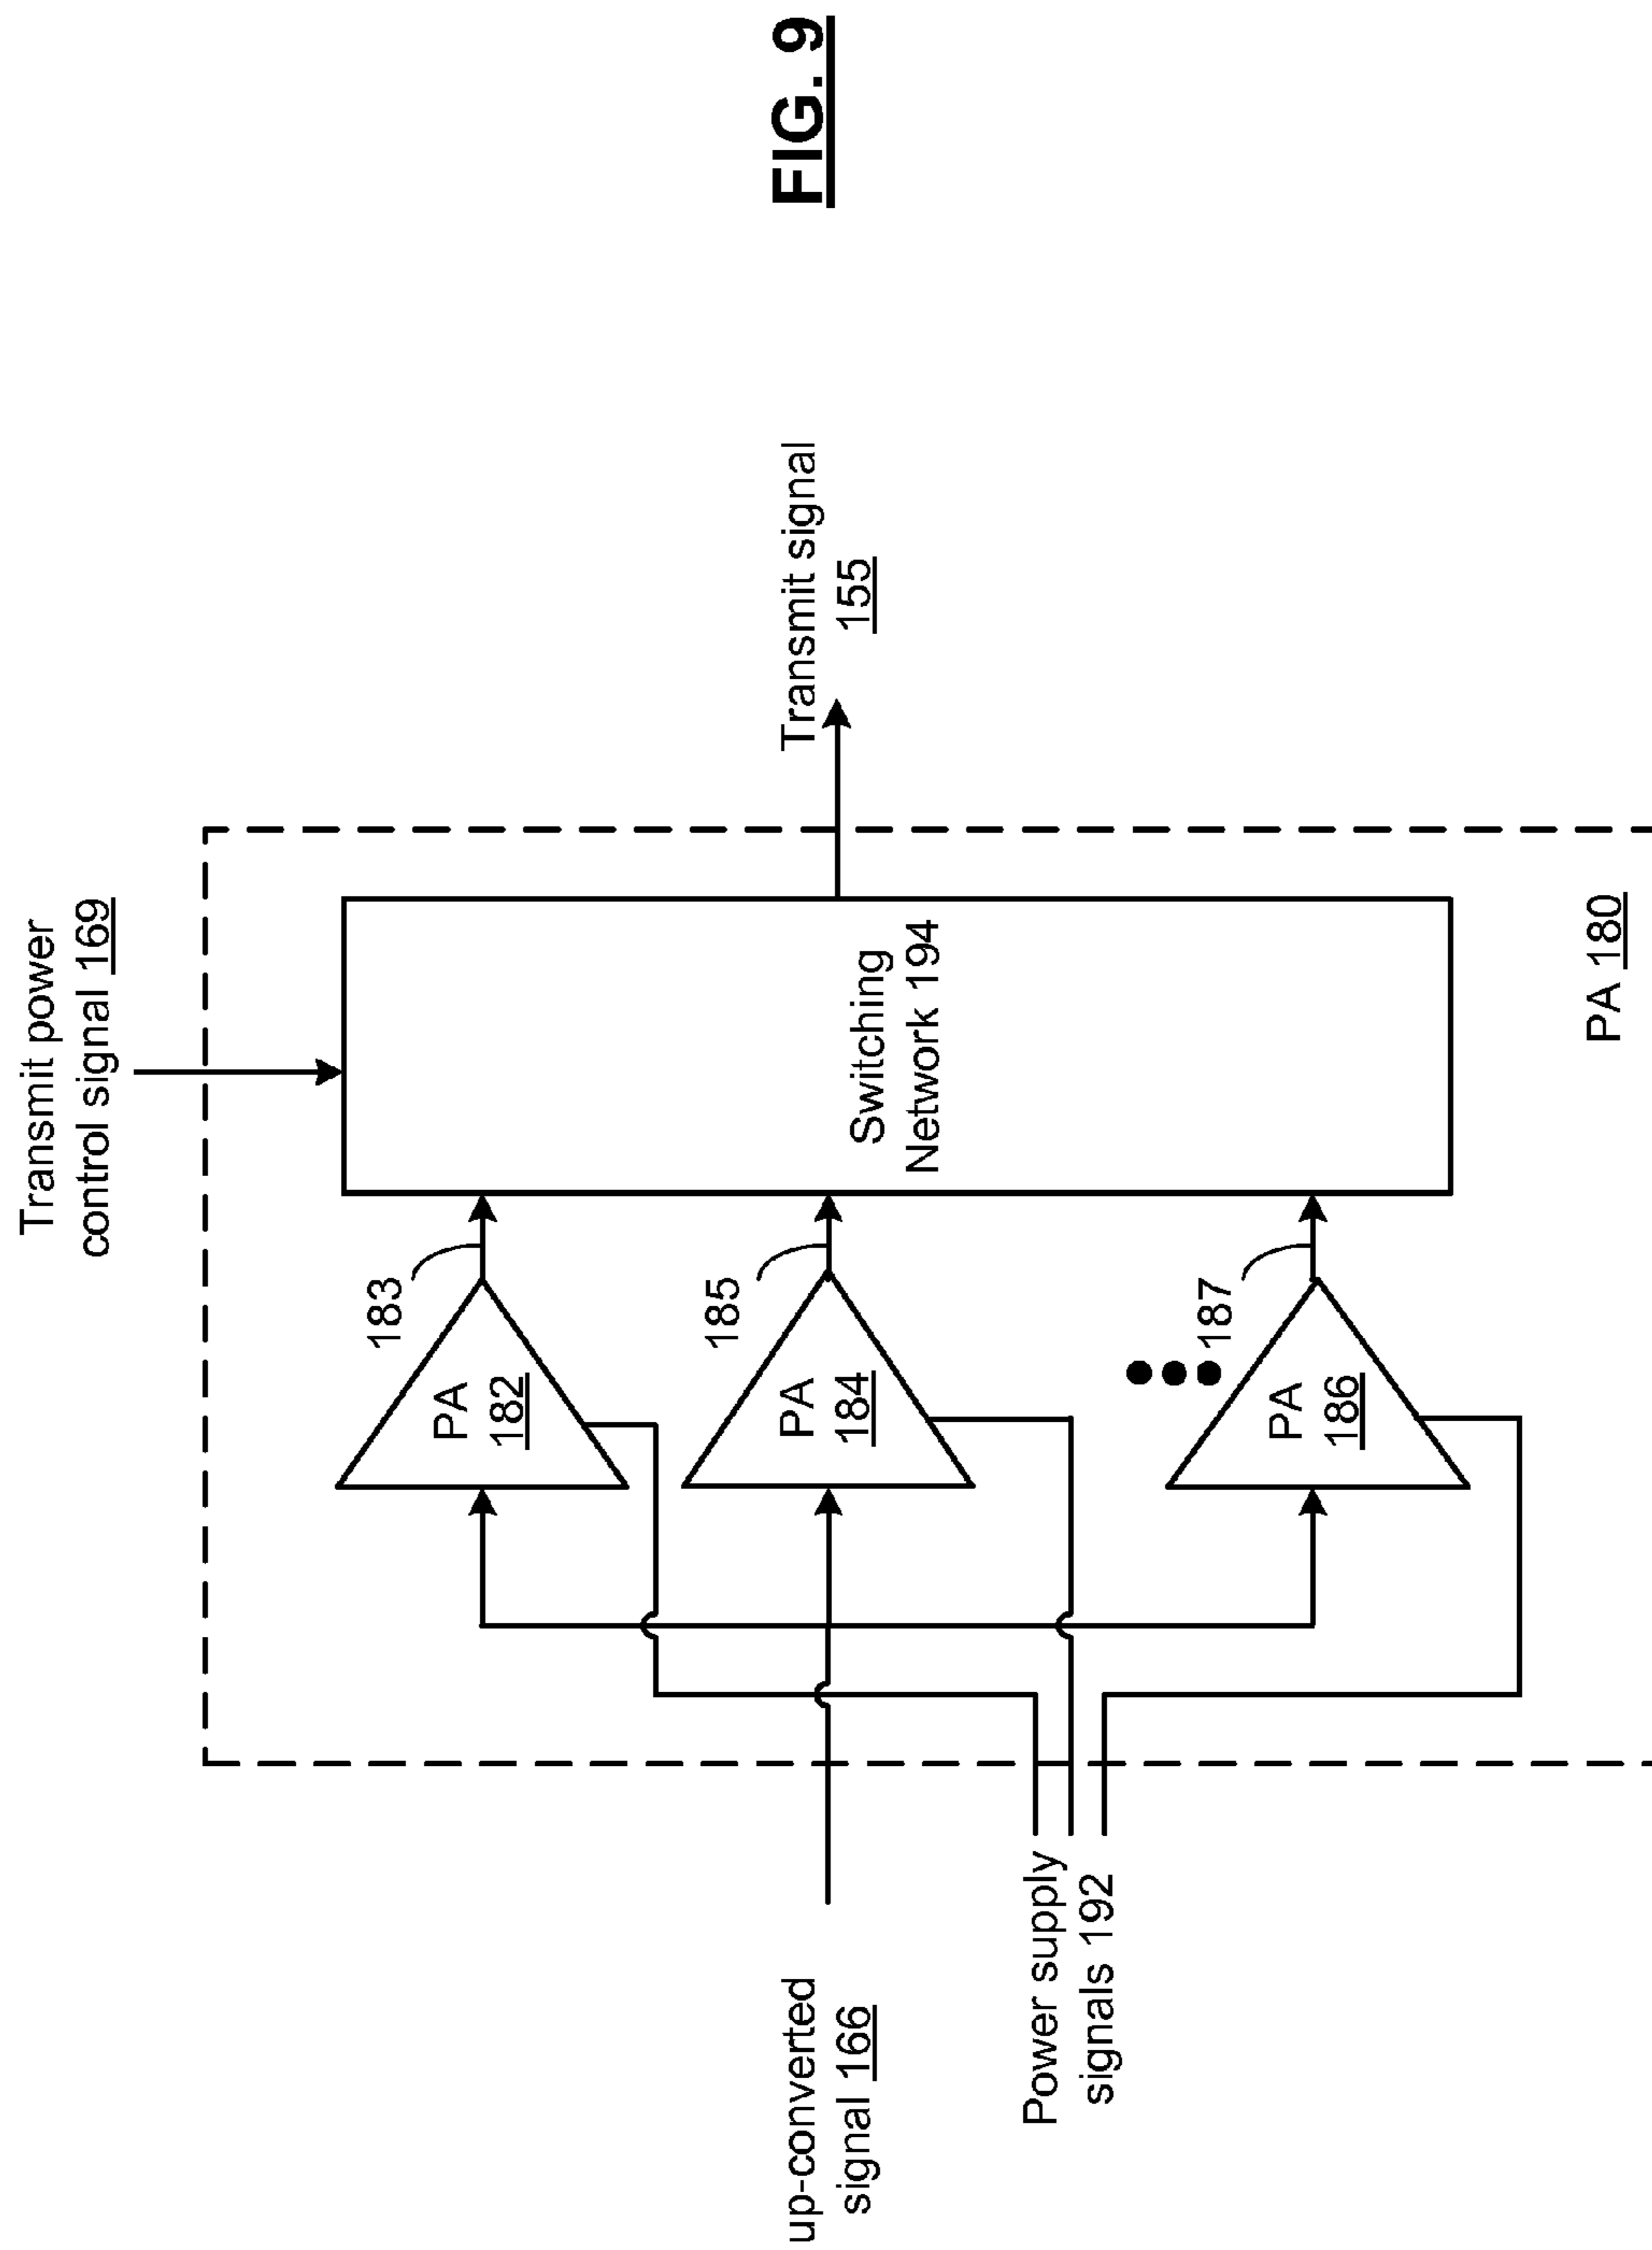 Transmit power
control signal 169
up-converted
signal 166
Power supply
signals 192
PA
182
183
PA
184
185
PA
186
187
Switching
Network 194
Transmit signal
155
PA 180
FIG. 9